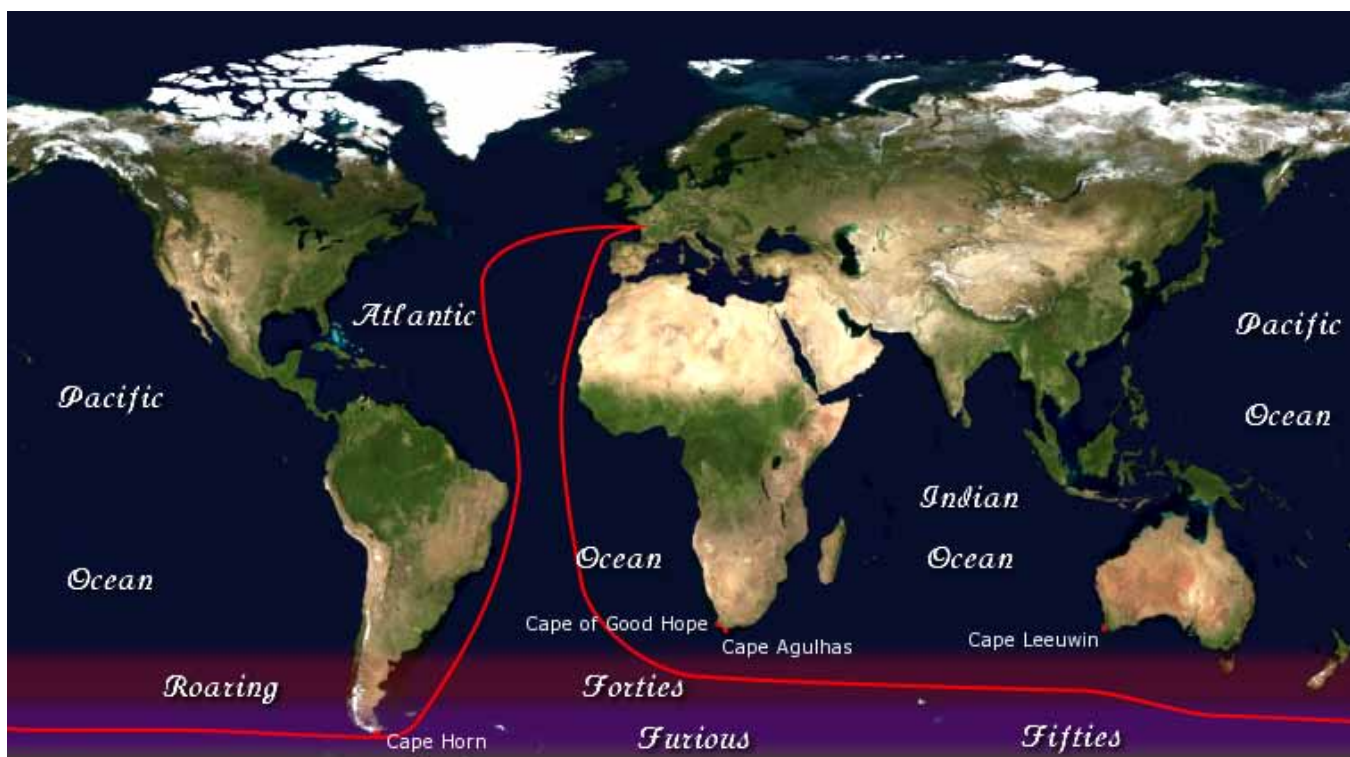 Atlantic
Pacific
Pacific
Ocean
Indian
Ocean
Ocean
Ocean
Cape of Good Hope
Cape Agulhas
Cape Leeuwin
Roaring Forties
Cape Horn
Furious Fifties